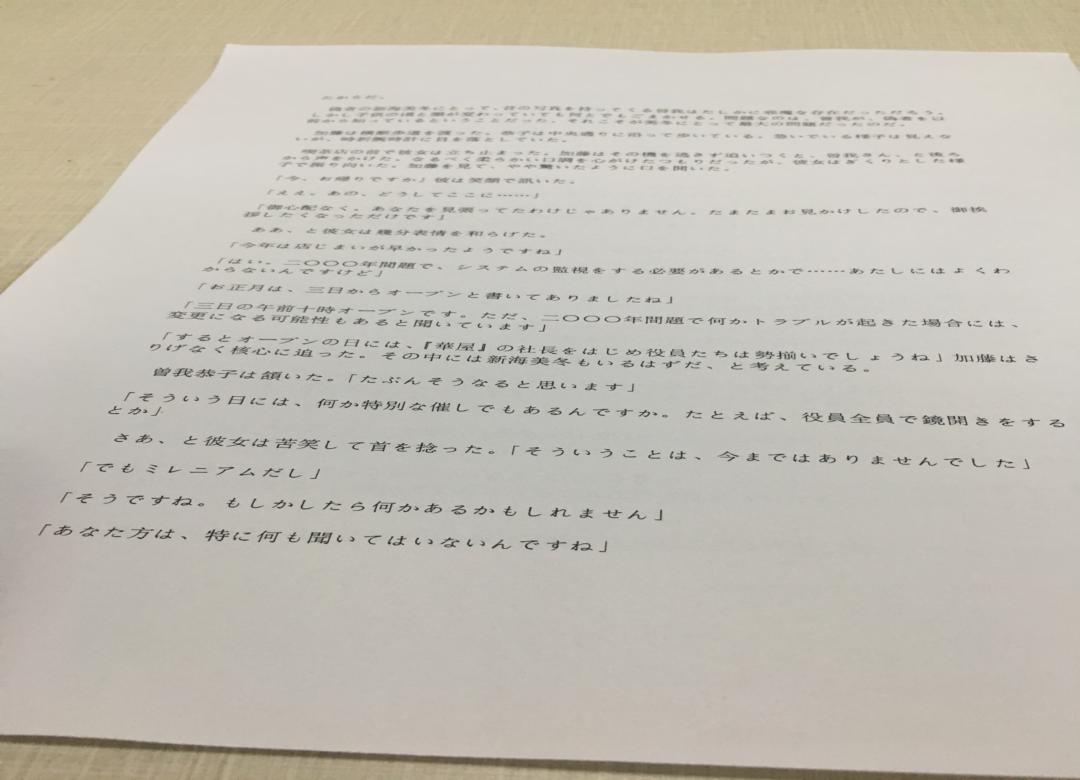 たからだ。
偽者の新海美冬にとって、昔の写真を持ってくる曽我はたしかに邪魔な存在だっただろう。
しかし子供の頃と顔が変わっていても何とでもごまかせる。問題なのは、曽我が、偽者を以
前から知っているということだった。それこそが美冬にとって最大の問題だったのだ。
加藤は横断歩道を渡った。恭子は中央通りに沿って歩いている。急いでいる様子は見えな
いが、時折腕時計に目を落としていた。
喫茶店の前で彼女は立ち止まった。加藤はその機を逃さず追いつくと、曽我さん、と後ろ
から声をかけた。なるべく柔らかい口調を心がけたつもりだったが、彼女はぎくりとした様
子で振り向いた。加藤を見て、やや驚いたように口を開いた。
「今、お帰りですか」彼は笑顔で訊いた。
「ええ。あの、どうしてここに……」
「御心配なく。あなたを見張ってたわけじゃありません。たまたまお見かけしたので、御挨
拶したくなっただけです」
ああ、と彼女は幾分表情を和らげた。
「今年は店じまいが早かったようですね」
「はい。二〇〇〇年問題で、システムの監視をする必要があるとかで……あたしにはよくわ
からないんですけど」
「お正月は、三日からオープンと書いてありましたね」
「三日の午前十時オープンです。ただ、二〇〇〇年問題で何かトラブルが起きた場合には、
変更になる可能性もあると聞いています」
「するとオープンの日には、『華屋』の社長をはじめ役員たちは勢揃いでしょうね」加藤はさ
りげなく核心に迫った。その中には新海美冬もいるはずだ、と考えている。
曽我恭子は頷いた。「たぶんそうなると思います」
「そういう日には、何か特別な催しでもあるんですか。たとえば、役員全員で鏡開きをする
とか」
さあ、と彼女は苦笑して首を捻った。「そういうことは、今まではありませんでした」
「でもミレニアムだし」
「そうですね。もしかしたら何かあるかもしれません」
「あなた方は、特に何も聞いてはいないんですね」